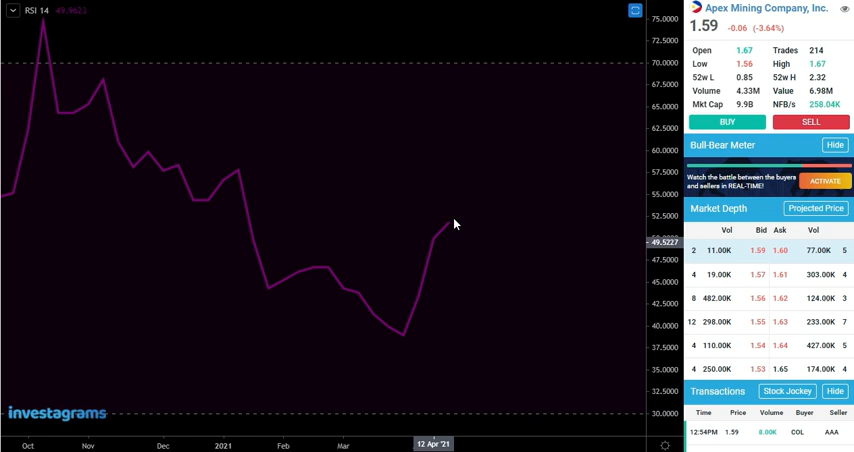 RSI 14 49.9623
75.0000
72.5000
70.0000
67.5000
65.0000
62.5000
60.0000
57.5000
55.0000
52.5000
49.5227
47.5000
45.0000
42.5000
40.0000
37.5000
35.0000
32.5000
30.0000
investagrams
Oct Nov Dec 2021 Feb Mar 12 Apr '21
Apex Mining Company, Inc.
1.59 -0.06 (-3.64%)
Open 1.67 Trades 214
Low 1.56 High 1.67
52w L 0.85 52w H 2.32
Volume 4.33M Value 6.98M
Mkt Cap 9.9B NFB/s 258.04K
BUY SELL
Bull-Bear Meter Hide
Watch the battle between the buyers
and sellers in REAL-TIME! ACTIVATE
Market Depth Projected Price
Vol Bid Ask Vol
2 11.00K 1.59 1.60 77.00K 5
4 19.00K 1.57 1.61 303.00K 4
8 482.00K 1.56 1.62 124.00K 3
12 298.00K 1.55 1.63 233.00K 7
4 110.00K 1.54 1.64 427.00K 5
4 250.00K 1.53 1.65 174.00K 4
Transactions Stock Jockey Hide
Time Price Volume Buyer Seller
12:54PM 1.59 8.00K COL AAA